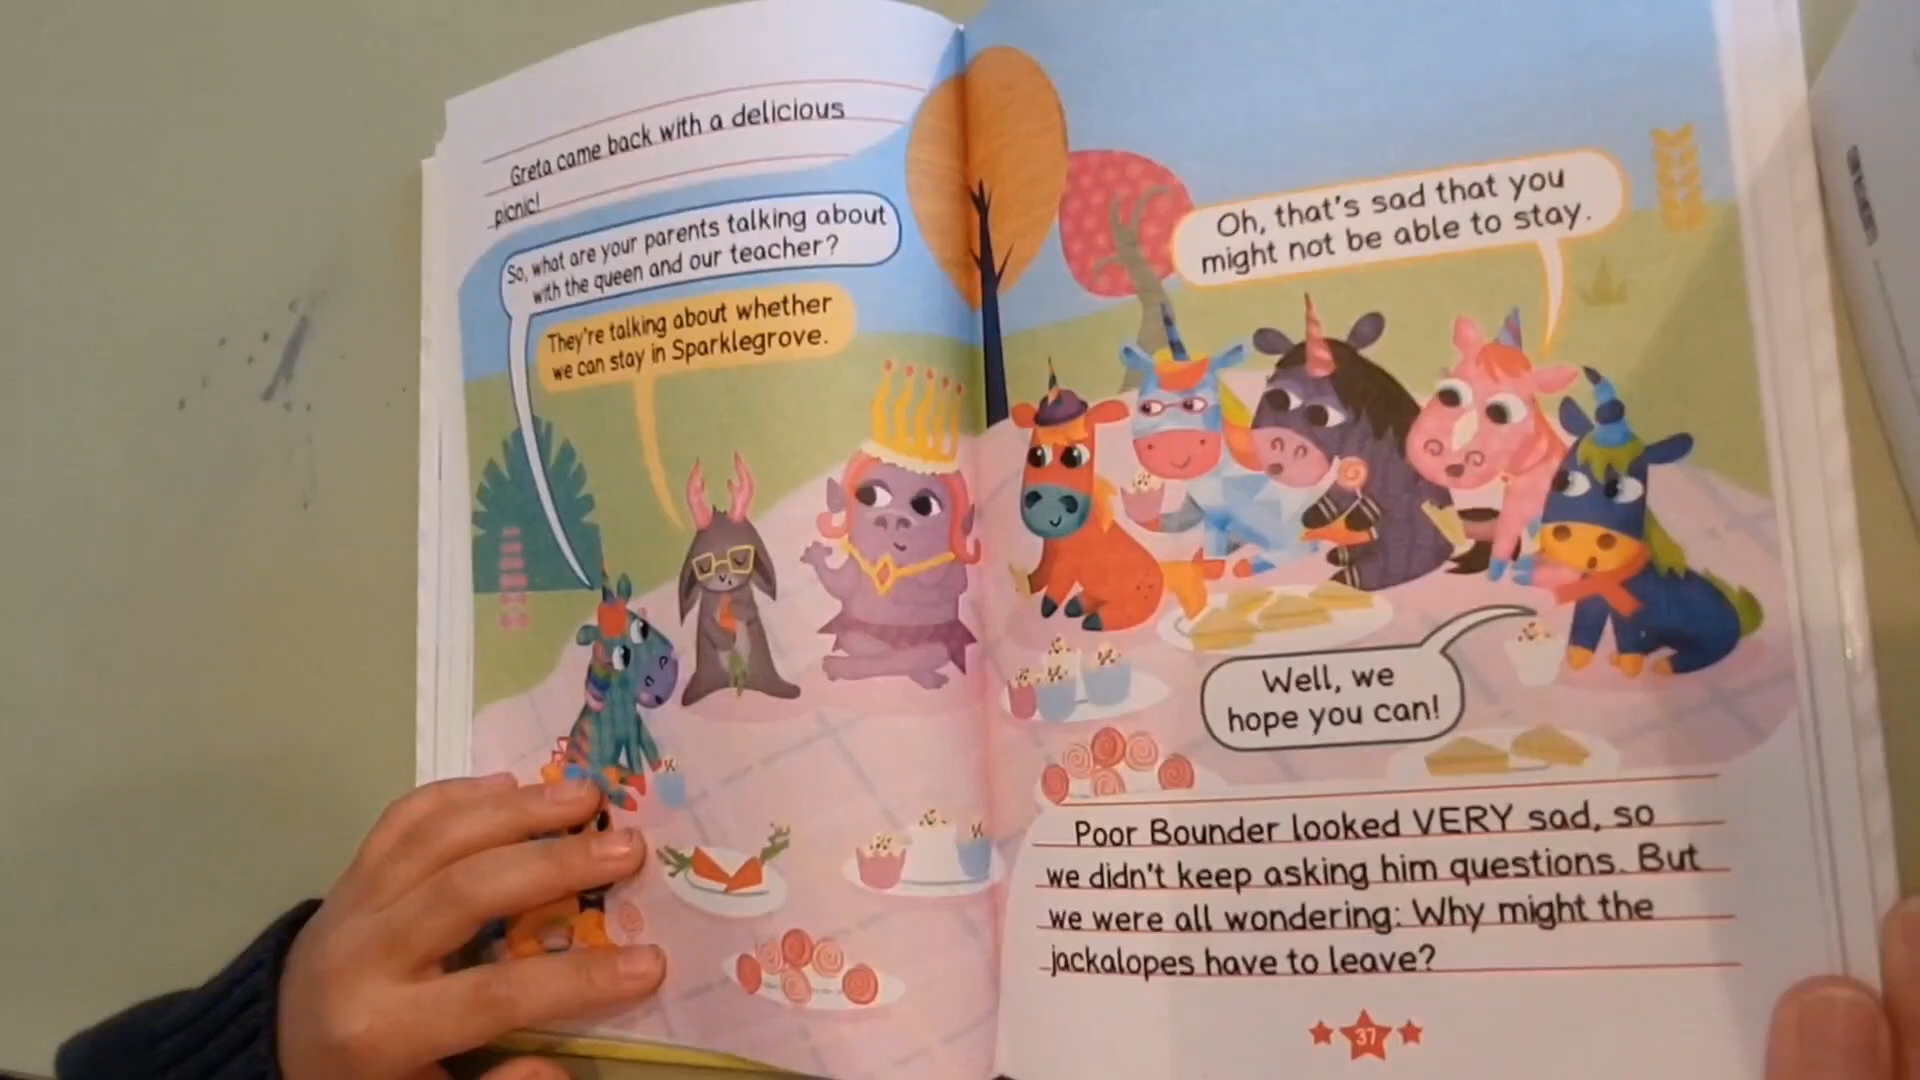 Greta came back with a delicious
picnic!
So, what are your parents talking about
with the queen and our teacher?
They're talking about whether
we can stay in Sparklegrove.
Oh, that's sad that you
might not be able to stay.
Well, we
hope you can!
Poor Bounder looked VERY sad, so
we didn't keep asking him questions. But
we were all wondering: Why might the
jackalopes have to leave?
37